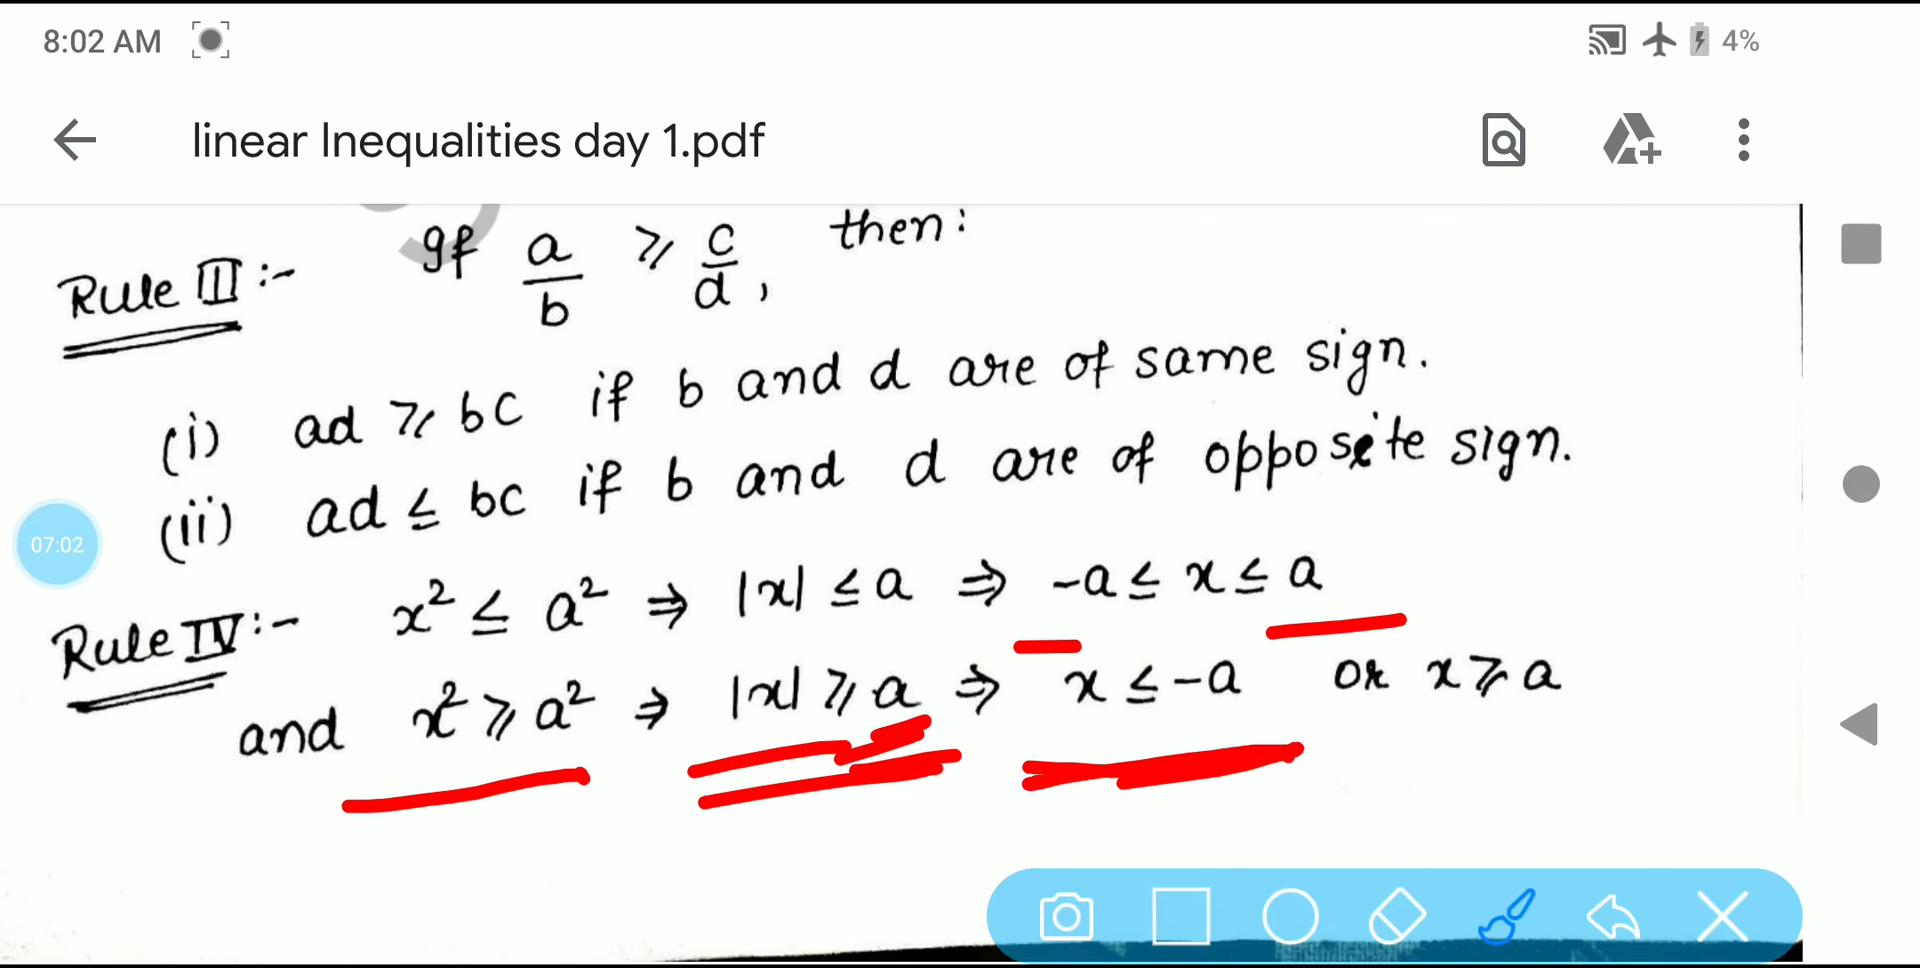 8:02 AM 4%
linear Inequalities day 1.pdf
Rule III :- If a/b ≥ c/d, then:
(i) ad ≥ bc if b and d are of same sign.
(ii) ad ≤ bc if b and d are of opposite sign.
07:02
Rule IV :- x² ≤ a² ⇒ |x| ≤ a ⇒ -a ≤ x ≤ a
and x² ≥ a² ⇒ |x| ≥ a ⇒ x ≤ -a or x ≥ a